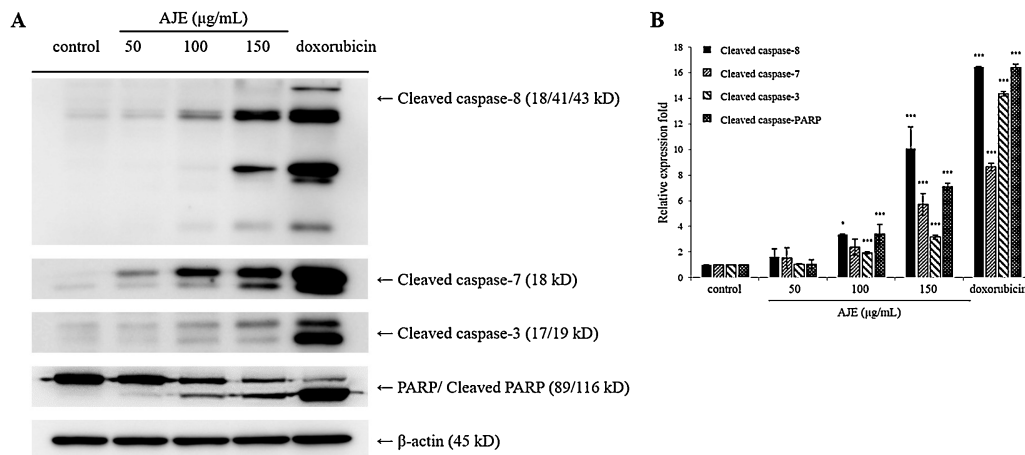 A
AJE (μg/mL)
control 50 100 150 doxorubicin
← Cleaved caspase-8 (18/41/43 kD)
← Cleaved caspase-7 (18 kD)
← Cleaved caspase-3 (17/19 kD)
← PARP/ Cleaved PARP (89/116 kD)
← β-actin (45 kD)
B
Cleaved caspase-8
Cleaved caspase-7
Cleaved caspase-3
Cleaved caspase-PARP
Relative expression fold
18
16
14
12
10
8
6
4
2
0
*** *** *** ***
*** *** *** ***
* *** ***
control 50 100 150 doxorubicin
AJE (μg/mL)